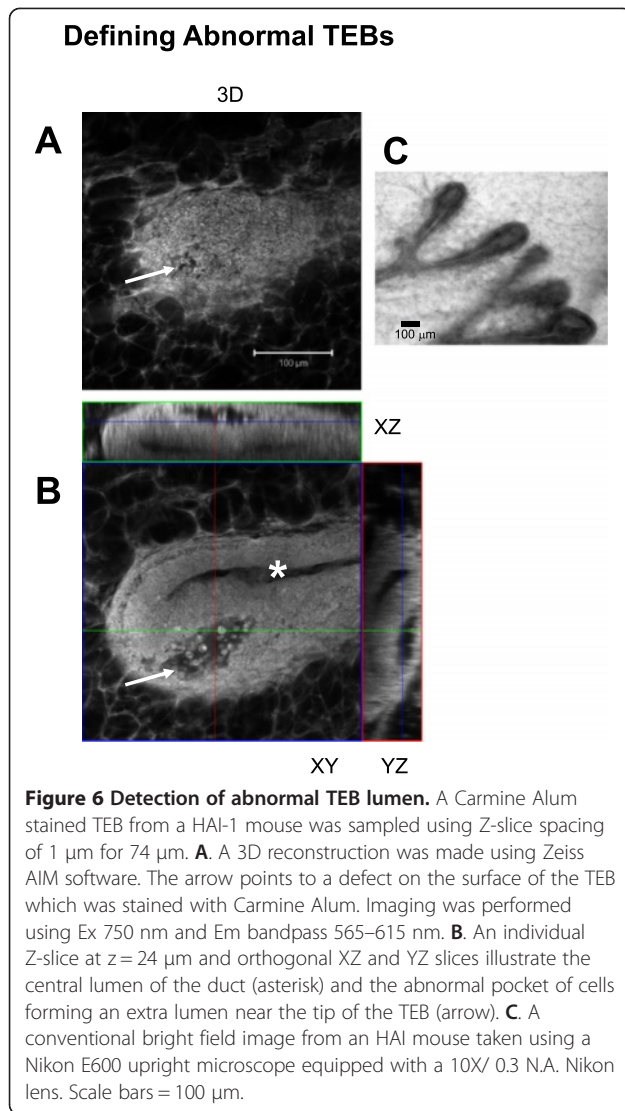 Defining Abnormal TEBs
3D
A
C
100 µm
100 µm
XZ
B
*
XY YZ
Figure 6 Detection of abnormal TEB lumen. A Carmine Alum
stained TEB from a HAI-1 mouse was sampled using Z-slice spacing
of 1 µm for 74 µm. A. A 3D reconstruction was made using Zeiss
AIM software. The arrow points to a defect on the surface of the TEB
which was stained with Carmine Alum. Imaging was performed
using Ex 750 nm and Em bandpass 565–615 nm. B. An individual
Z-slice at z = 24 µm and orthogonal XZ and YZ slices illustrate the
central lumen of the duct (asterisk) and the abnormal pocket of cells
forming an extra lumen near the tip of the TEB (arrow). C. A
conventional bright field image from an HAI mouse taken using a
Nikon E600 upright microscope equipped with a 10X/ 0.3 N.A. Nikon
lens. Scale bars = 100 µm.